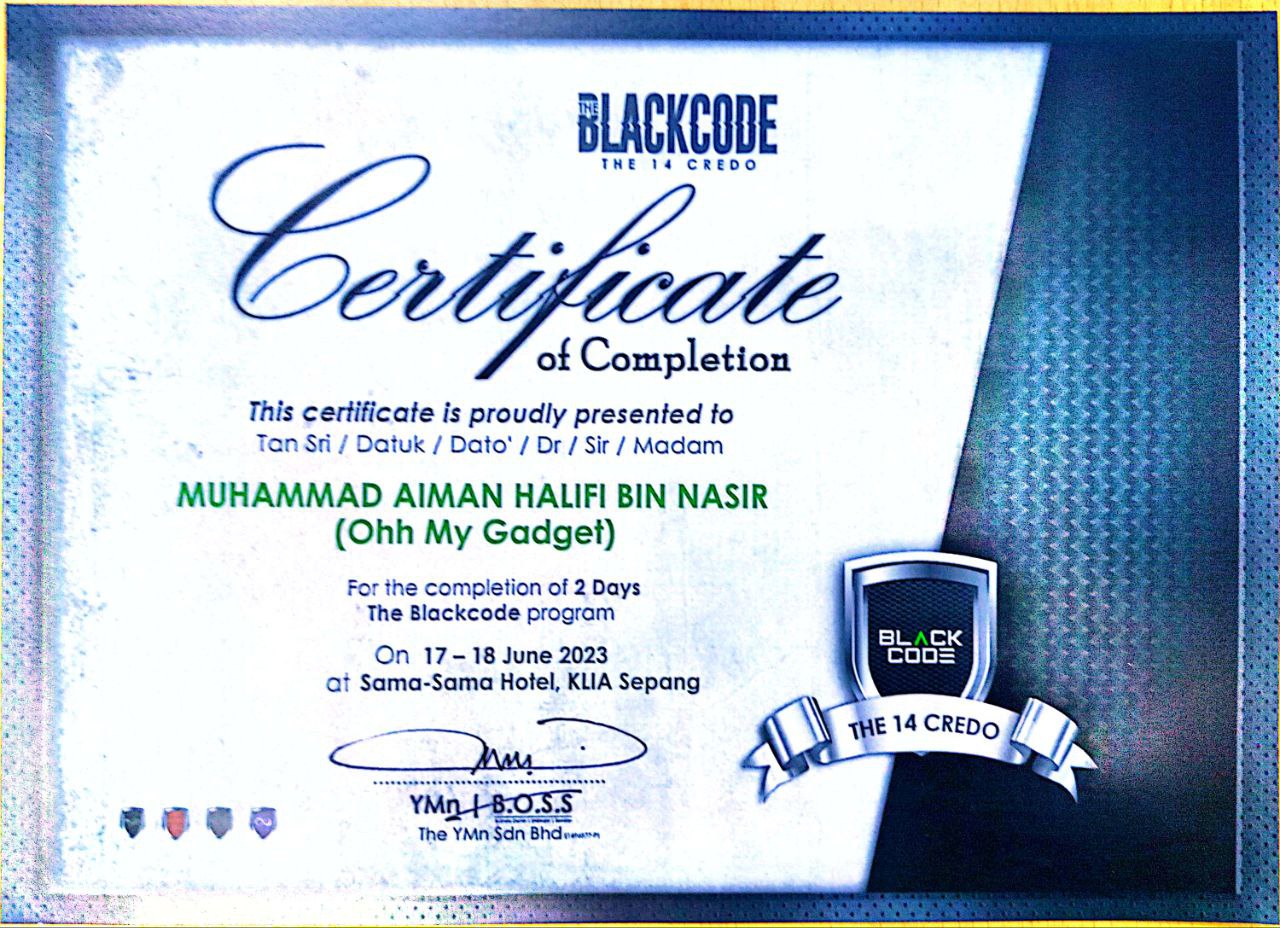 THE BLACKCODE
THE 14 CREDO
Certificate
of Completion
This certificate is proudly presented to
Tan Sri / Datuk / Dato' / Dr / Sir / Madam
MUHAMMAD AIMAN HALIFI BIN NASIR
(Ohh My Gadget)
For the completion of 2 Days
The Blackcode program
On 17 – 18 June 2023
at Sama-Sama Hotel, KLIA Sepang
YMn | B.O.S.S
The YMn Sdn Bhd
BLACK
CODE
THE 14 CREDO